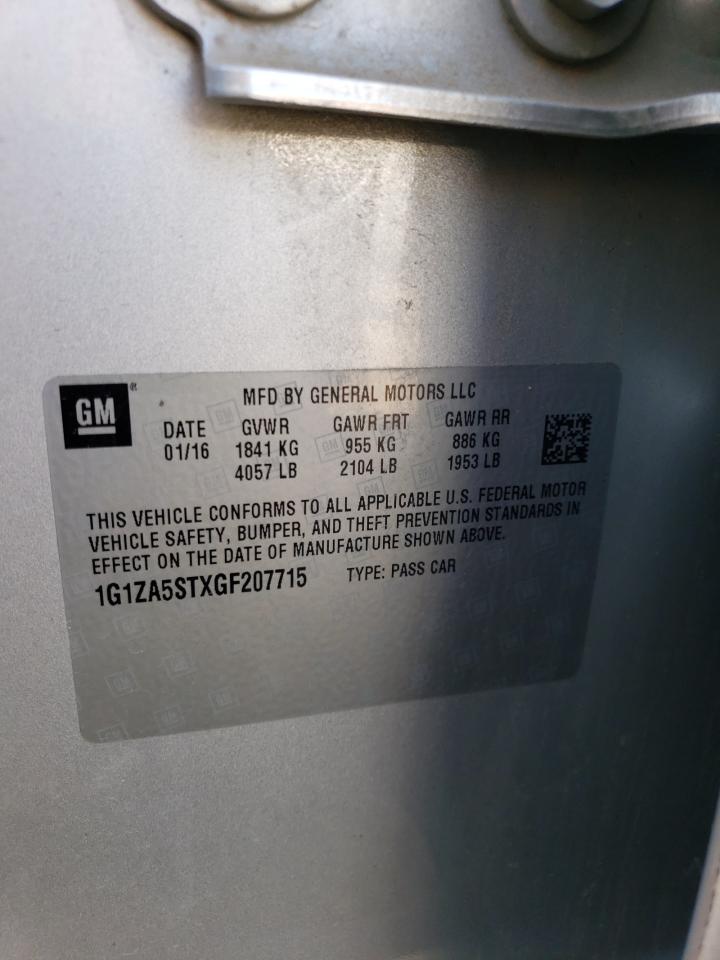 GM
MFD BY GENERAL MOTORS LLC
DATE GVWR GAWR FRT GAWR RR
01/16 1841 KG 955 KG 886 KG
4057 LB 2104 LB 1953 LB
THIS VEHICLE CONFORMS TO ALL APPLICABLE U.S. FEDERAL MOTOR
VEHICLE SAFETY, BUMPER, AND THEFT PREVENTION STANDARDS IN
EFFECT ON THE DATE OF MANUFACTURE SHOWN ABOVE.
1G1ZA5STXGF207715 TYPE: PASS CAR